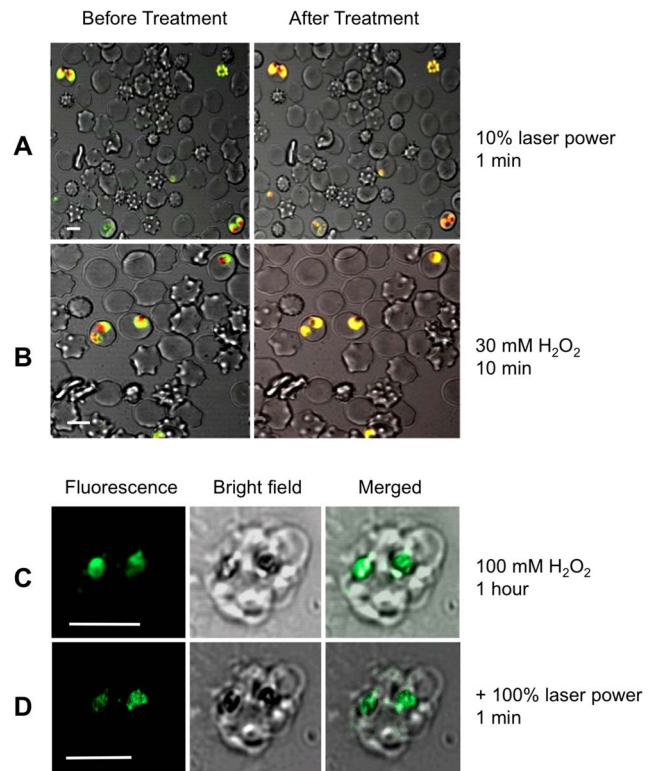 Before Treatment
After Treatment
A
10% laser power
1 min
B
30 mM H₂O₂
10 min
Fluorescence
Bright field
Merged
C
100 mM H₂O₂
1 hour
D
+ 100% laser power
1 min